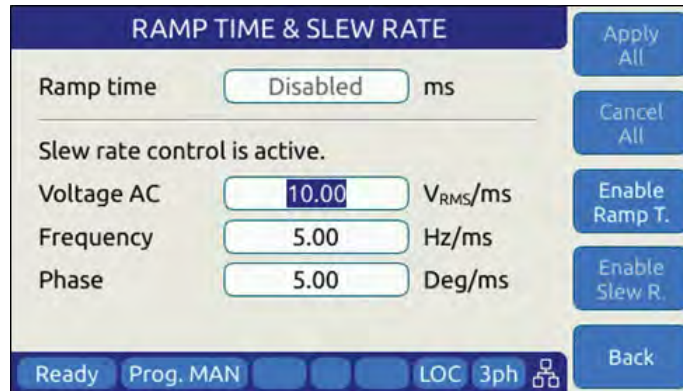 RAMP TIME & SLEW RATE
Ramp time Disabled ms
Slew rate control is active.
Voltage AC 10.00 VRMS/ms
Frequency 5.00 Hz/ms
Phase 5.00 Deg/ms
Ready Prog. MAN LOC 3ph
Apply
All
Cancel
All
Enable
Ramp T.
Enable
Slew R.
Back